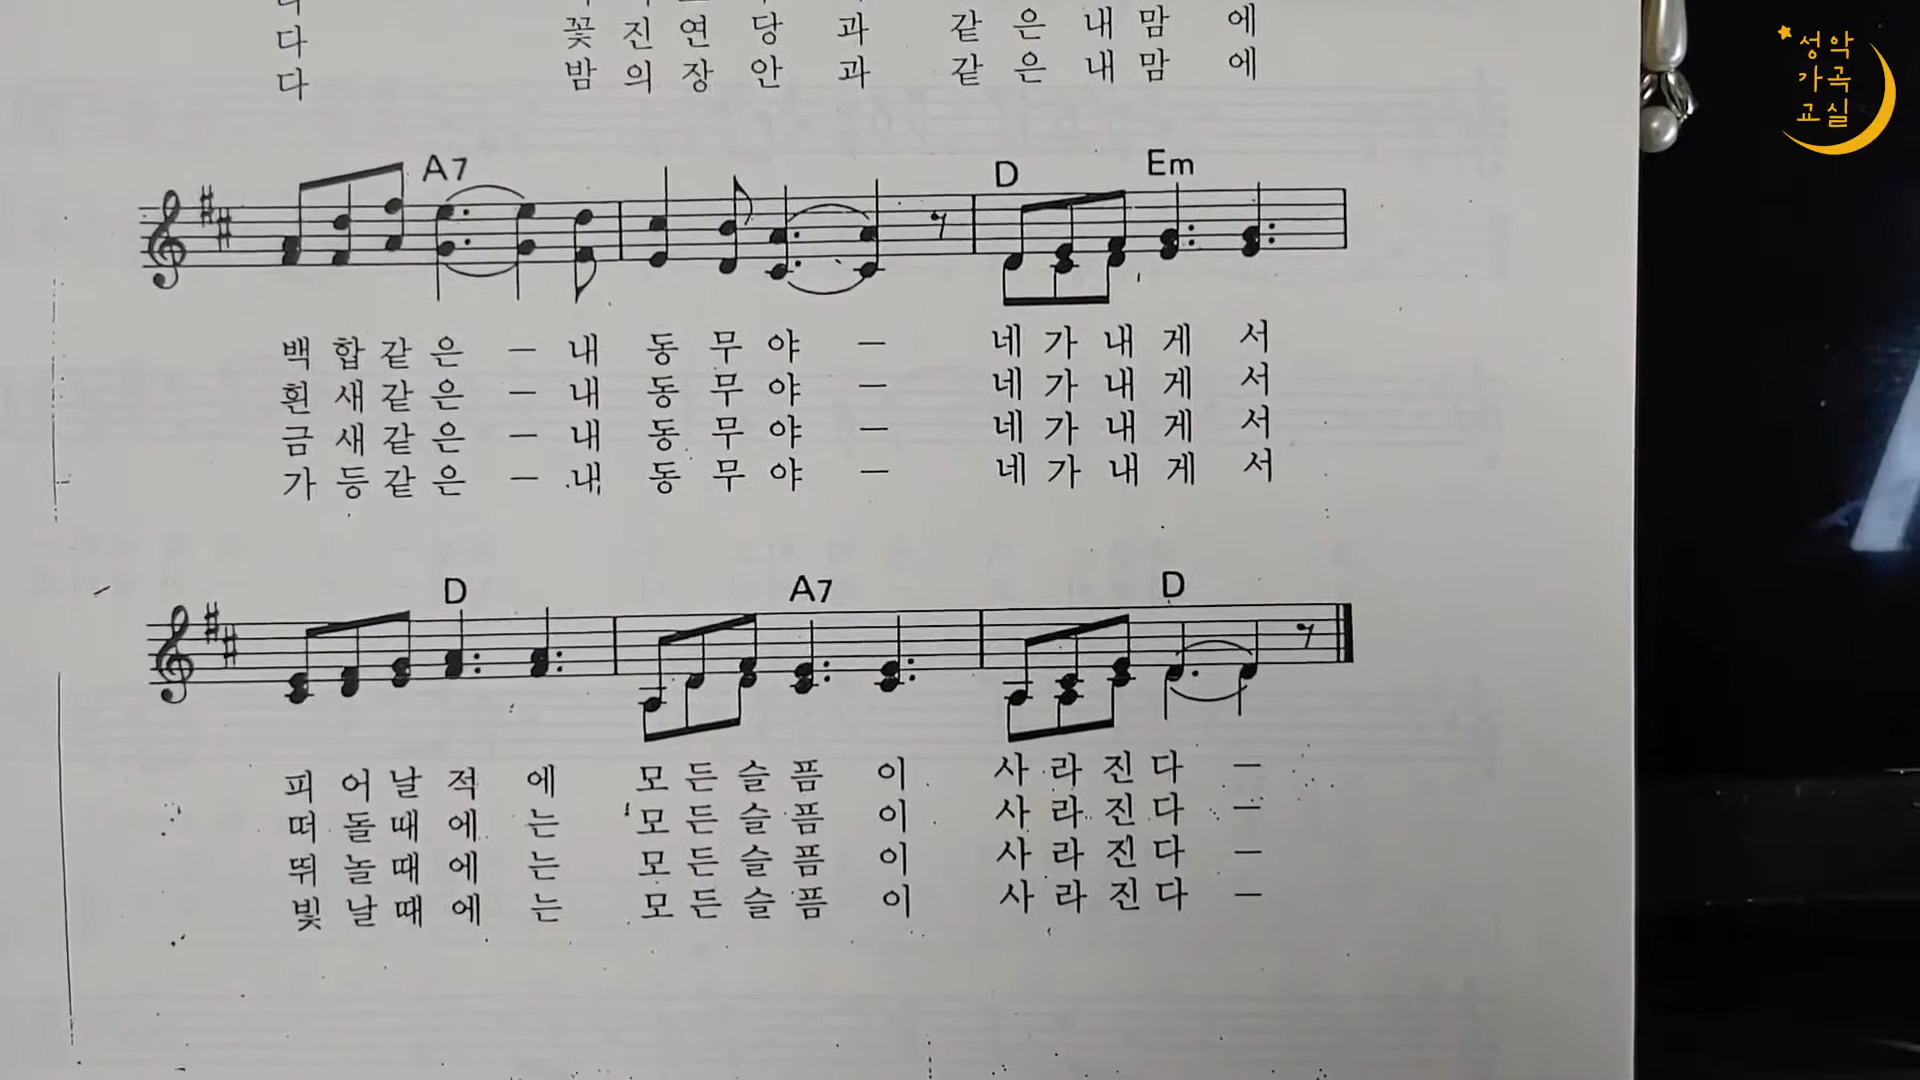 다 꽃진연당과 같은내맘에
다 밤의장안과 같은내맘에
성악
가곡
교실
A7 D Em
백합같은 – 내 동무야 – 네가내게서
흰새같은 – 내 동무야 – 네가내게서
금새같은 – 내 동무야 – 네가내게서
가등같은 – 내 동무야 – 네가내게서
D A7 D
피어날적에 모든슬픔이 사라진다 –
떠돌때에는 모든슬픔이 사라진다 –
뛰놀때에는 모든슬픔이 사라진다 –
빛날때에는 모든슬픔이 사라진다 –